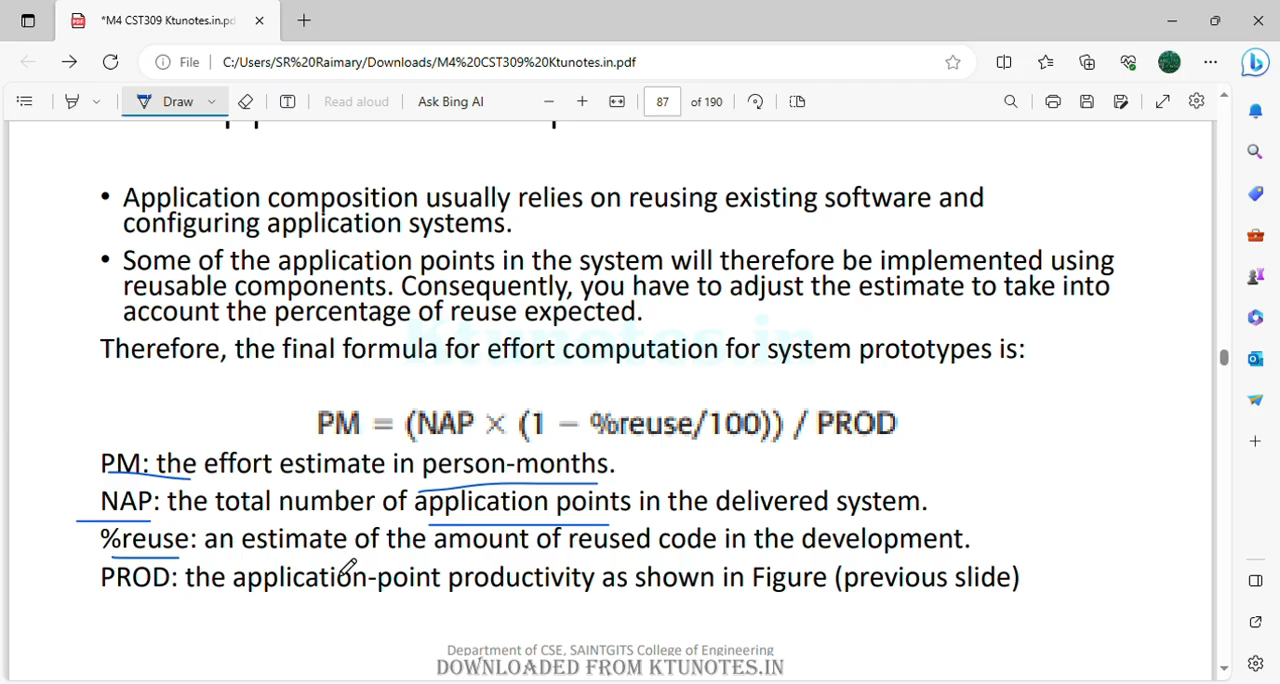 *M4 CST309 Ktunotes.in.pd
File
C:/Users/SR%20Raimary/Downloads/M4%20CST309%20Ktunotes.in.pdf
Draw
Read aloud
Ask Bing AI
87 of 190
• Application composition usually relies on reusing existing software and
configuring application systems.
• Some of the application points in the system will therefore be implemented using
reusable components. Consequently, you have to adjust the estimate to take into
account the percentage of reuse expected.
Ktunotes.in
Therefore, the final formula for effort computation for system prototypes is:
PM = (NAP × (1 − %reuse/100)) / PROD
PM: the effort estimate in person-months.
NAP: the total number of application points in the delivered system.
%reuse: an estimate of the amount of reused code in the development.
PROD: the application-point productivity as shown in Figure (previous slide)
Department of CSE, SAINTGITS College of Engineering
DOWNLOADED FROM KTUNOTES.IN